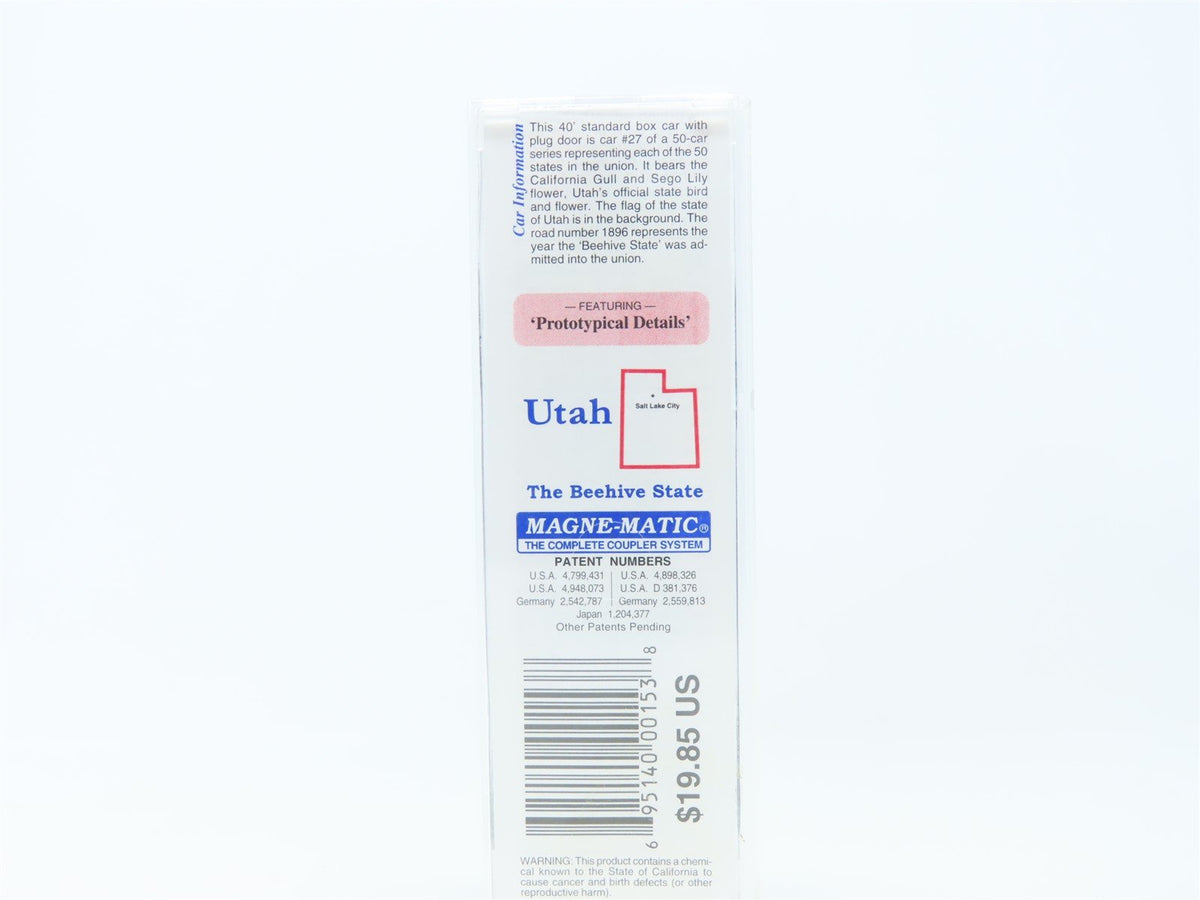 Car Information
This 40' standard box car with
plug door is car #27 of a 50-car
series representing each of the 50
states in the union. It bears the
California Gull and Sego Lily
flower, Utah's official state bird
and flower. The flag of the state
of Utah is in the background. The
road number 1896 represents the
year the 'Beehive State' was ad-
mitted into the union.
— FEATURING —
'Prototypical Details'
Utah
Salt Lake City
The Beehive State
MAGNE-MATIC®
THE COMPLETE COUPLER SYSTEM
PATENT NUMBERS
U.S.A. 4,799,431 | U.S.A. 4,898,326
U.S.A. 4,948,073 | U.S.A. D 381,376
Germany 2,542,787 | Germany 2,559,813
Japan 1,204,377
Other Patents Pending
6 95140 00153 8
$19.85 US
WARNING: This product contains a chemi-
cal known to the State of California to
cause cancer and birth defects (or other
reproductive harm).